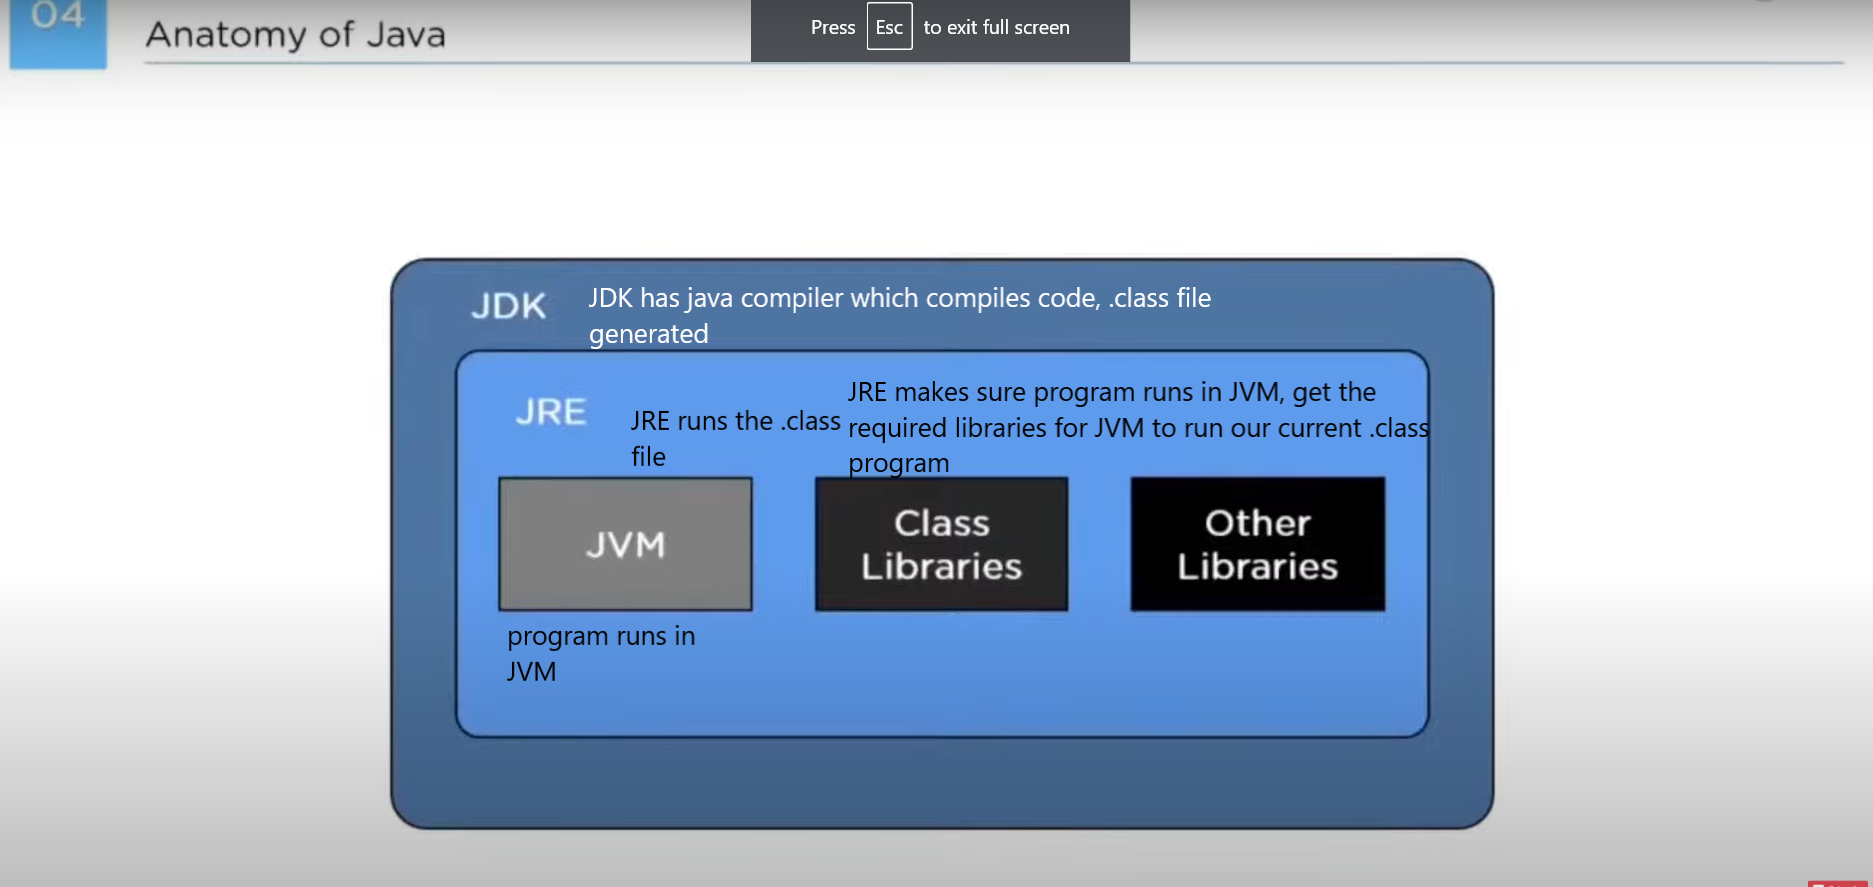 04
Anatomy of Java
Press Esc to exit full screen
JDK
JDK has java compiler which compiles code, .class file
generated
JRE
JRE runs the .class
file
JRE makes sure program runs in JVM, get the
required libraries for JVM to run our current .class
program
JVM
Class
Libraries
Other
Libraries
program runs in
JVM